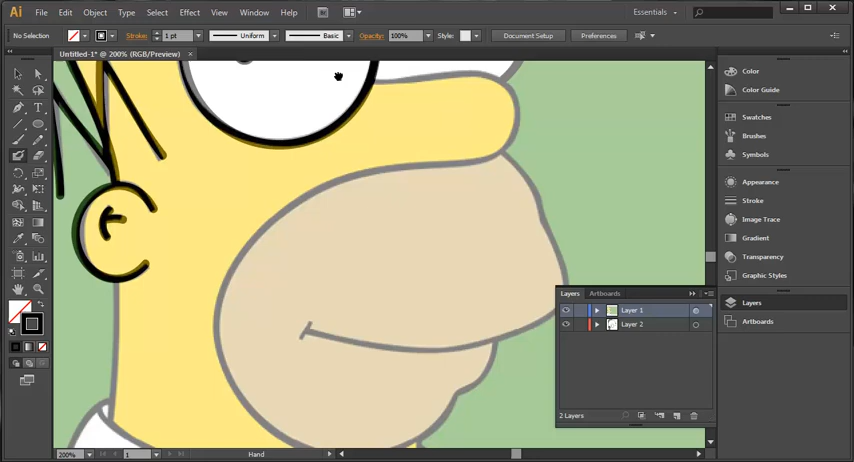 Ai File Edit Object Type Select Effect View Window Help Br Essentials
No Selection Stroke: 1 pt Uniform Basic Opacity: 100% Style: Document Setup Preferences
Untitled-1* @ 200% (RGB/Preview)
Color
Color Guide
Swatches
Brushes
Symbols
Appearance
Stroke
Image Trace
Gradient
Transparency
Graphic Styles
Layers
Artboards
Layers Artboards
Layer 1
Layer 2
2 Layers
200% 1 Hand